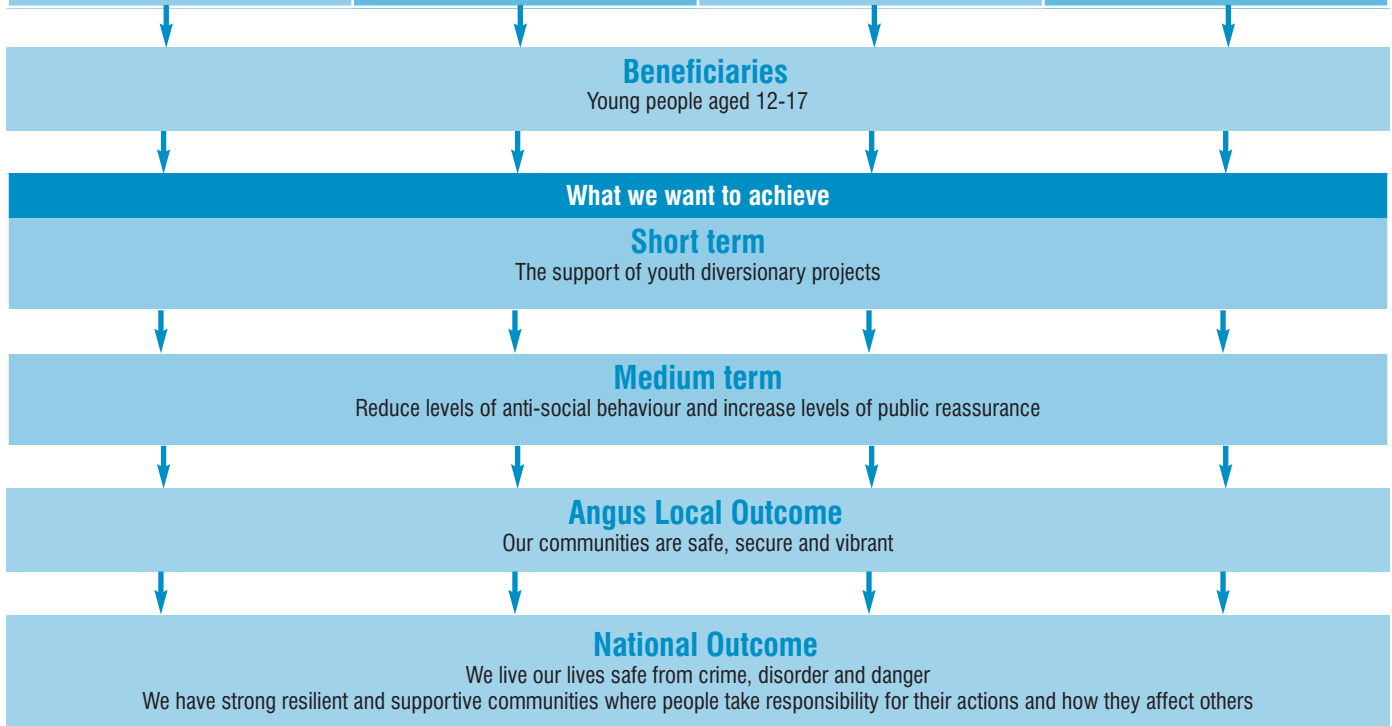 Beneficiaries
Young people aged 12-17
What we want to achieve
Short term
The support of youth diversionary projects
Medium term
Reduce levels of anti-social behaviour and increase levels of public reassurance
Angus Local Outcome
Our communities are safe, secure and vibrant
National Outcome
We live our lives safe from crime, disorder and danger
We have strong resilient and supportive communities where people take responsibility for their actions and how they affect others